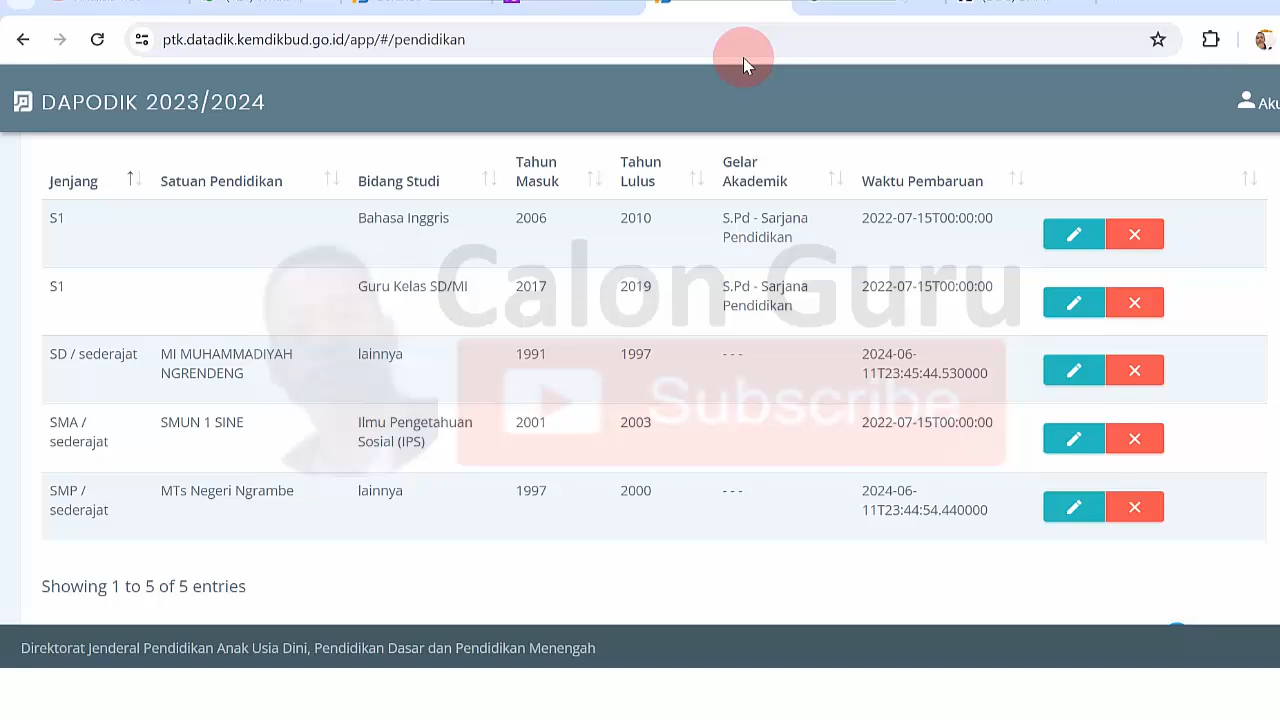 ptk.datadik.kemdikbud.go.id/app/#/pendidikan
DAPODIK 2023/2024
Jenjang Satuan Pendidikan Bidang Studi Tahun Masuk Tahun Lulus Gelar Akademik Waktu Pembaruan
S1 Bahasa Inggris 2006 2010 S.Pd - Sarjana Pendidikan 2022-07-15T00:00:00
S1 Guru Kelas SD/MI 2017 2019 S.Pd - Sarjana Pendidikan 2022-07-15T00:00:00
SD / sederajat MI MUHAMMADIYAH NGRENDENG lainnya 1991 1997 - - - 2024-06-11T23:45:44.530000
SMA / sederajat SMUN 1 SINE Ilmu Pengetahuan Sosial (IPS) 2001 2003 2022-07-15T00:00:00
SMP / sederajat MTs Negeri Ngrambe lainnya 1997 2000 - - - 2024-06-11T23:44:54.440000
Calon Guru
Subscribe
Showing 1 to 5 of 5 entries
Direktorat Jenderal Pendidikan Anak Usia Dini, Pendidikan Dasar dan Pendidikan Menengah